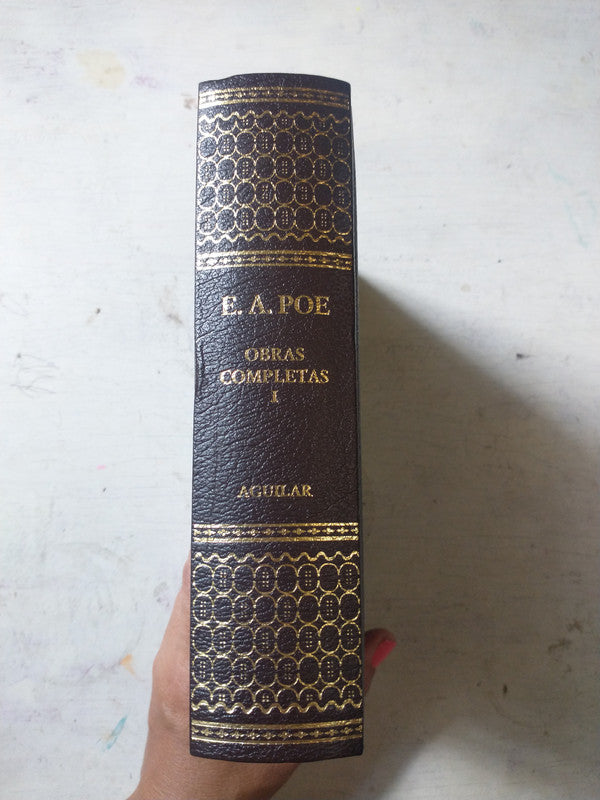 E. A. POE
OBRAS
COMPLETAS
I
AGUILAR